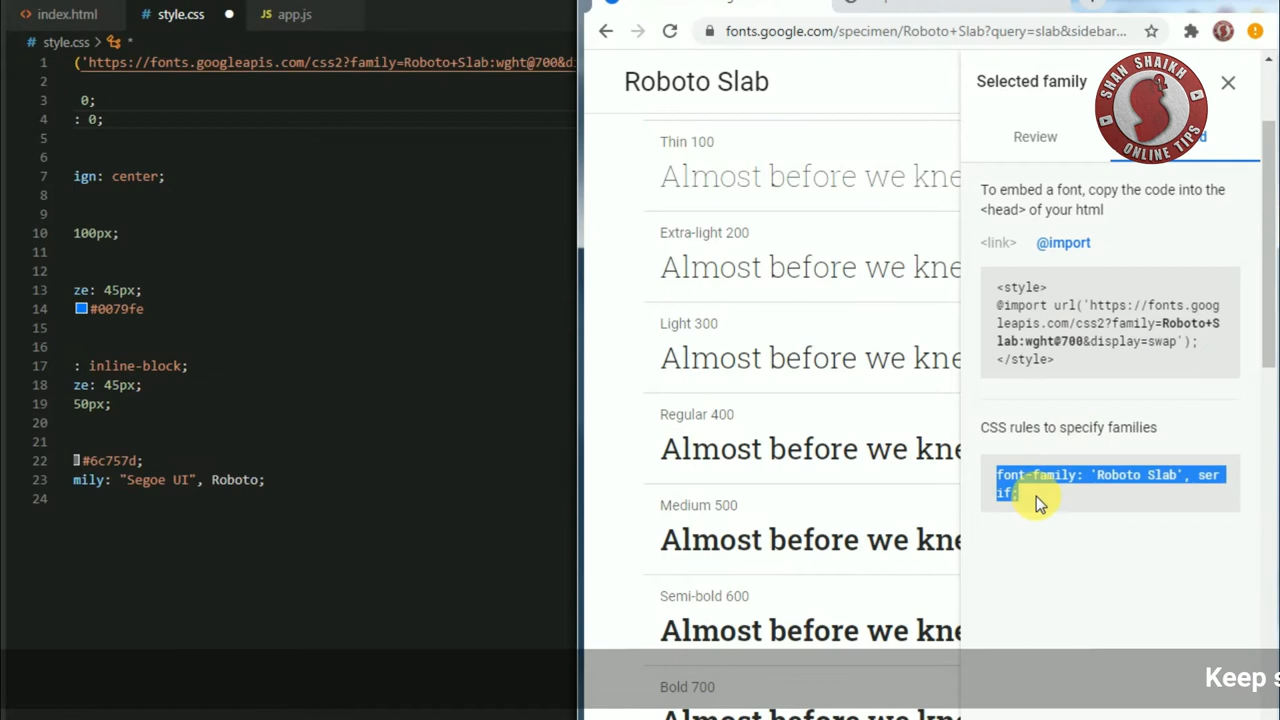 index.html
style.css
app.js
style.css > *
1 ('https://fonts.googleapis.com/css2?family=Roboto+Slab:wght@700&d
2
3 0;
4 : 0;
5
6
7 ign: center;
8
9
10 100px;
11
12
13 ze: 45px;
14 #0079fe
15
16
17 : inline-block;
18 ze: 45px;
19 50px;
20
21
22 #6c757d;
23 mily: "Segoe UI", Roboto;
24
fonts.google.com/specimen/Roboto+Slab?query=slab&sidebar...
Roboto Slab
Thin 100
Almost before we kne
Extra-light 200
Almost before we kne
Light 300
Almost before we kne
Regular 400
Almost before we kne
Medium 500
Almost before we kne
Semi-bold 600
Almost before we kne
Bold 700
Almost before we kne
Selected family
SHAN SHAIKH
ONLINE TIPS
Review
To embed a font, copy the code into the
<head> of your html
<link> @import
<style>
@import url('https://fonts.goog
leapis.com/css2?family=Roboto+S
lab:wght@700&display=swap');
</style>
CSS rules to specify families
font-family: 'Roboto Slab', ser
if;
Keep s